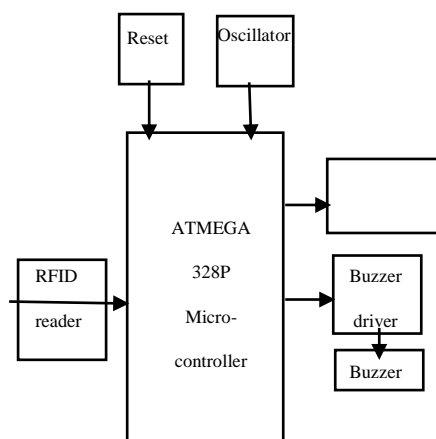 Reset
Oscillator
ATMEGA
328P
Micro-
controller
RFID
reader
Buzzer
driver
Buzzer